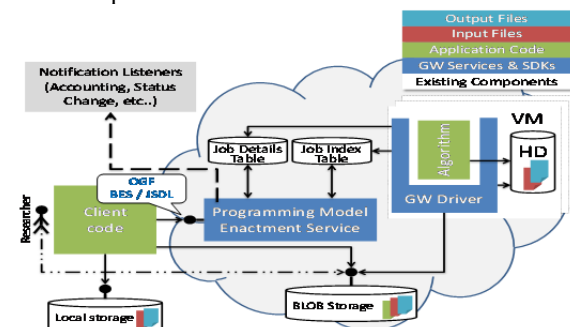 Output Files
Input Files
Application Code
GW Services & SDKs
Existing Components
Notification Listeners
(Accounting, Status
Change, etc..)
VM
Job Details
Table
Job Index
Table
Algorithm
HD
GW Driver
OGF
BES / JSDL
Researcher
Client
code
Programming Model
Enactment Service
BLOB Storage
Local storage